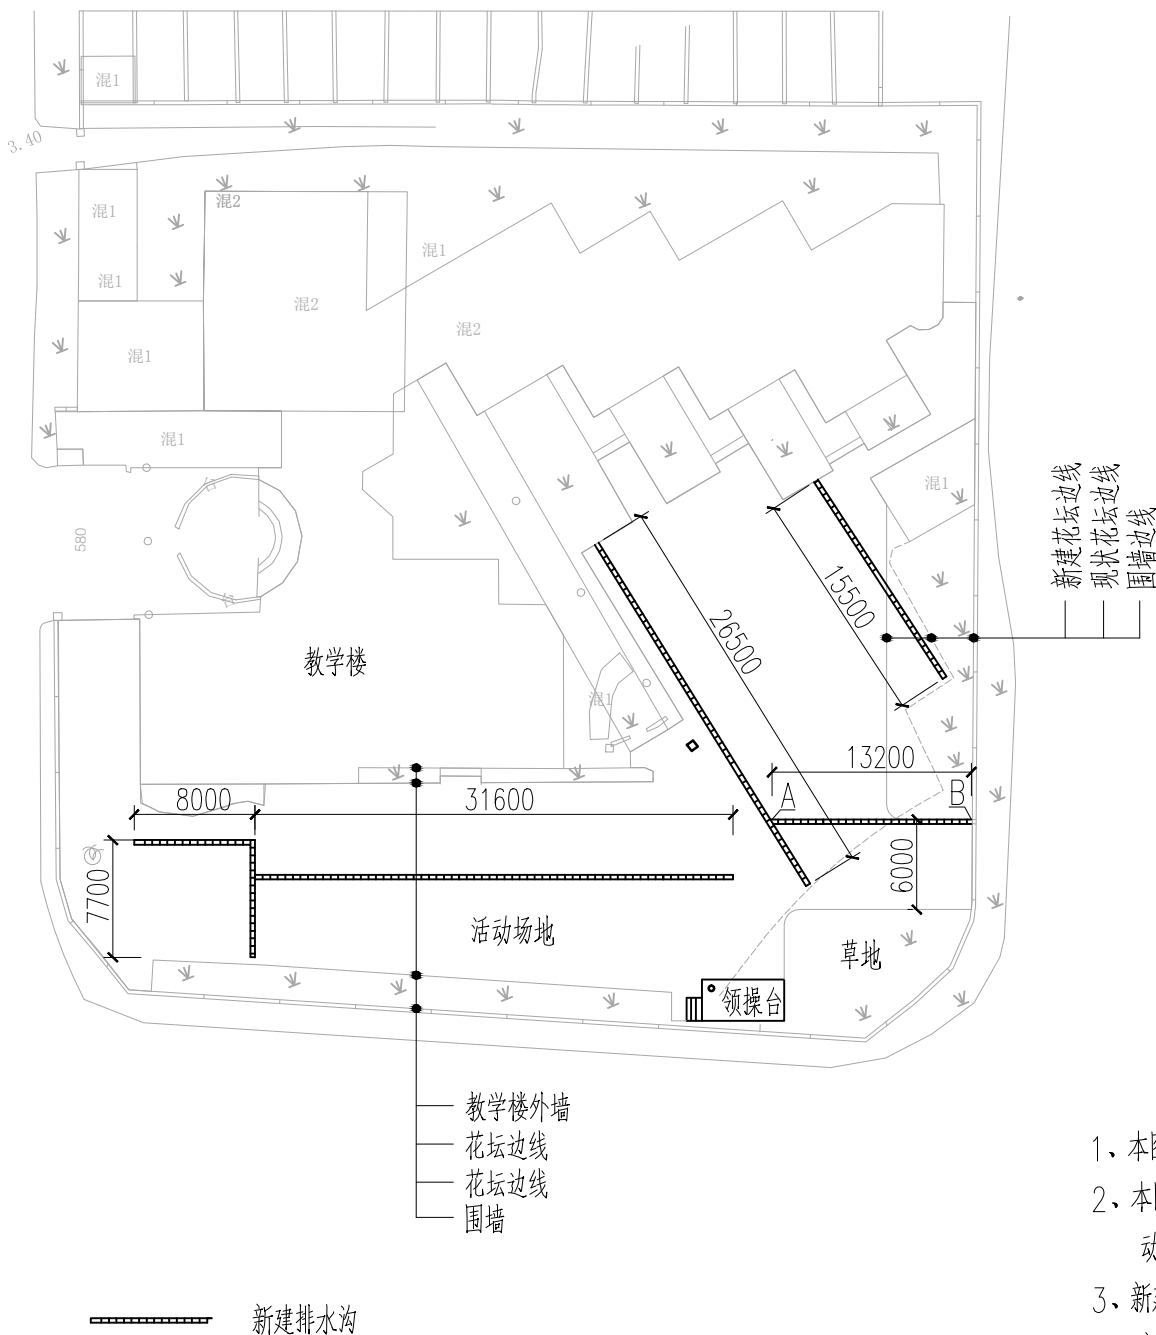 混1
3.40
混1
混2
混1
混1
混2
混2
混1
混1
混1
台
580
台
新建花坛边线
现状花坛边线
围墙边线
15500
26500
教学楼
混1
13200
8000
31600
A
B
7700
6000
活动场地
草地
领操台
教学楼外墙
花坛边线
花坛边线
围墙
1、本
2、本
动
3、新
新建排水沟